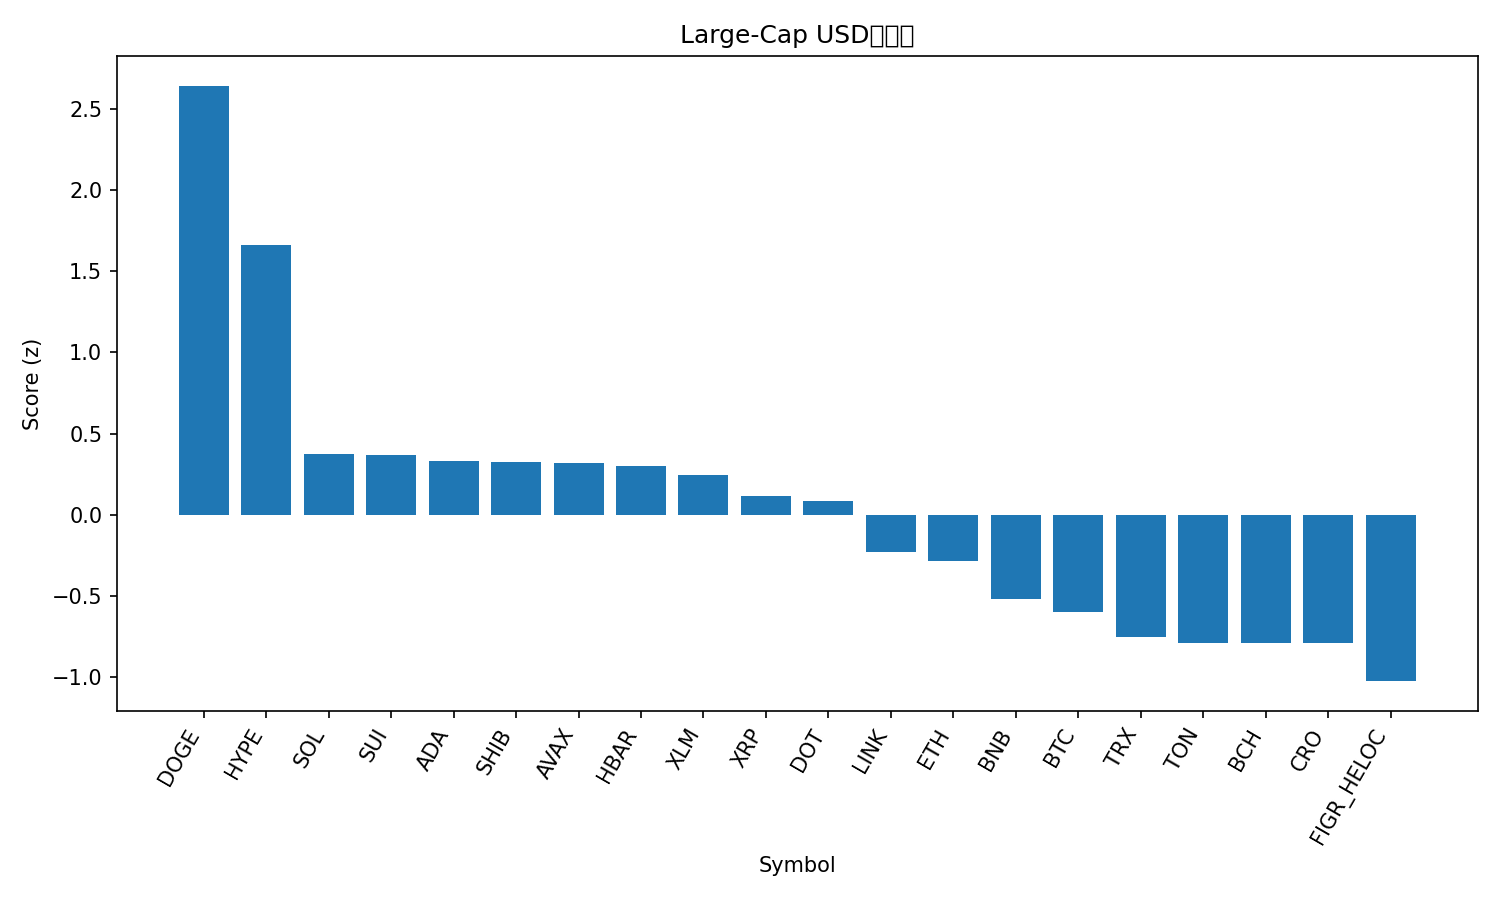 Large-Cap USD
Score (z)
2.5
2.0
1.5
1.0
0.5
0.0
−0.5
−1.0
DOGE
HYPE
SOL
SUI
ADA
SHIB
AVAX
HBAR
XLM
XRP
DOT
LINK
ETH
BNB
BTC
TRX
TON
BCH
CRO
FIGR_HELOC
Symbol